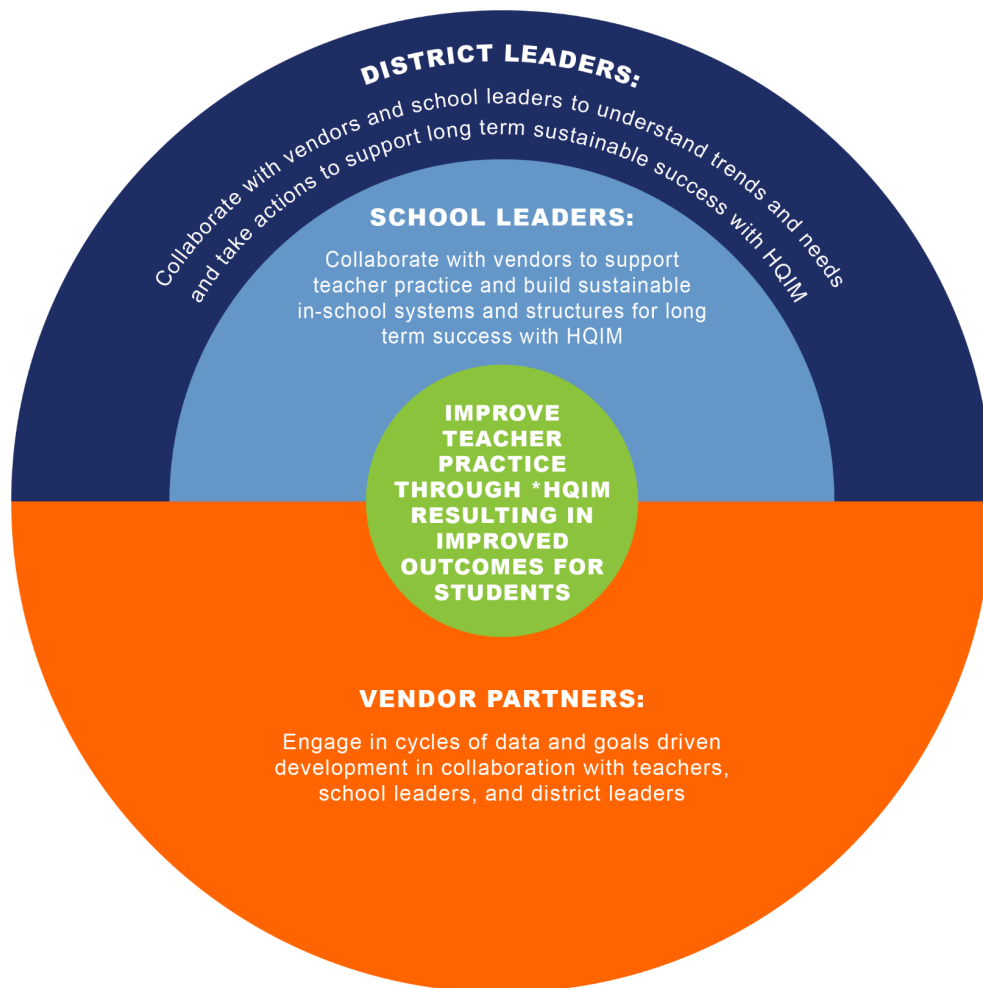 DISTRICT LEADERS:
Collaborate with vendors and school leaders to understand trends and needs
and take actions to support long term sustainable success with HQIM
SCHOOL LEADERS:
Collaborate with vendors to support
teacher practice and build sustainable
in-school systems and structures for long
term success with HQIM
IMPROVE
TEACHER
PRACTICE
THROUGH *HQIM
RESULTING IN
IMPROVED
OUTCOMES FOR
STUDENTS
VENDOR PARTNERS:
Engage in cycles of data and goals driven
development in collaboration with teachers,
school leaders, and district leaders